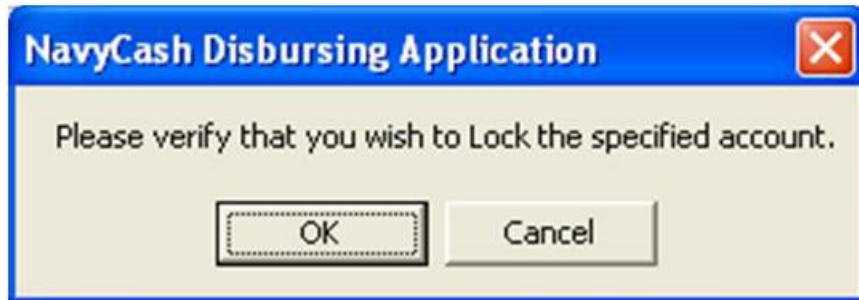 NavyCash Disbursing Application
Please verify that you wish to Lock the specified account.
OK
Cancel